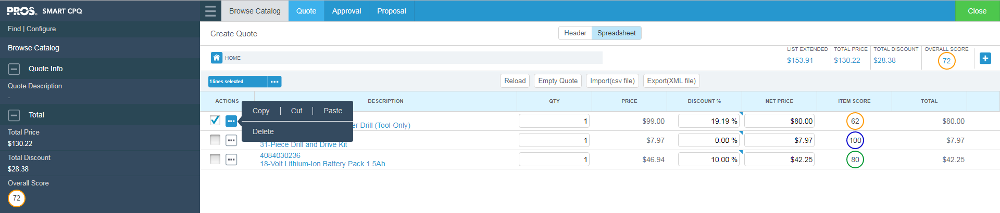 PROS SMART CPQ
Browse Catalog Quote Approval Proposal Close
Find | Configure
Create Quote
Header Spreadsheet
Browse Catalog
HOME
LIST EXTENDED TOTAL PRICE TOTAL DISCOUNT OVERALL SCORE
$153.91 $130.22 $28.38 72
Quote Info
Quote Description
-
1 lines selected
Reload Empty Quote Import(csv file) Export(XML file)
ACTIONS DESCRIPTION QTY PRICE DISCOUNT % NET PRICE ITEM SCORE TOTAL
Copy | Cut | Paste
Delete
er Drill (Tool-Only) 1 $99.00 19.19 % $80.00 62 $80.00
31-Piece Drill and Drive Kit 1 $7.97 0.00 % $7.97 100 $7.97
4084030236
18-Volt Lithium-Ion Battery Pack 1.5Ah 1 $46.94 10.00 % $42.25 80 $42.25
Total
Total Price
$130.22
Total Discount
$28.38
Overall Score
72